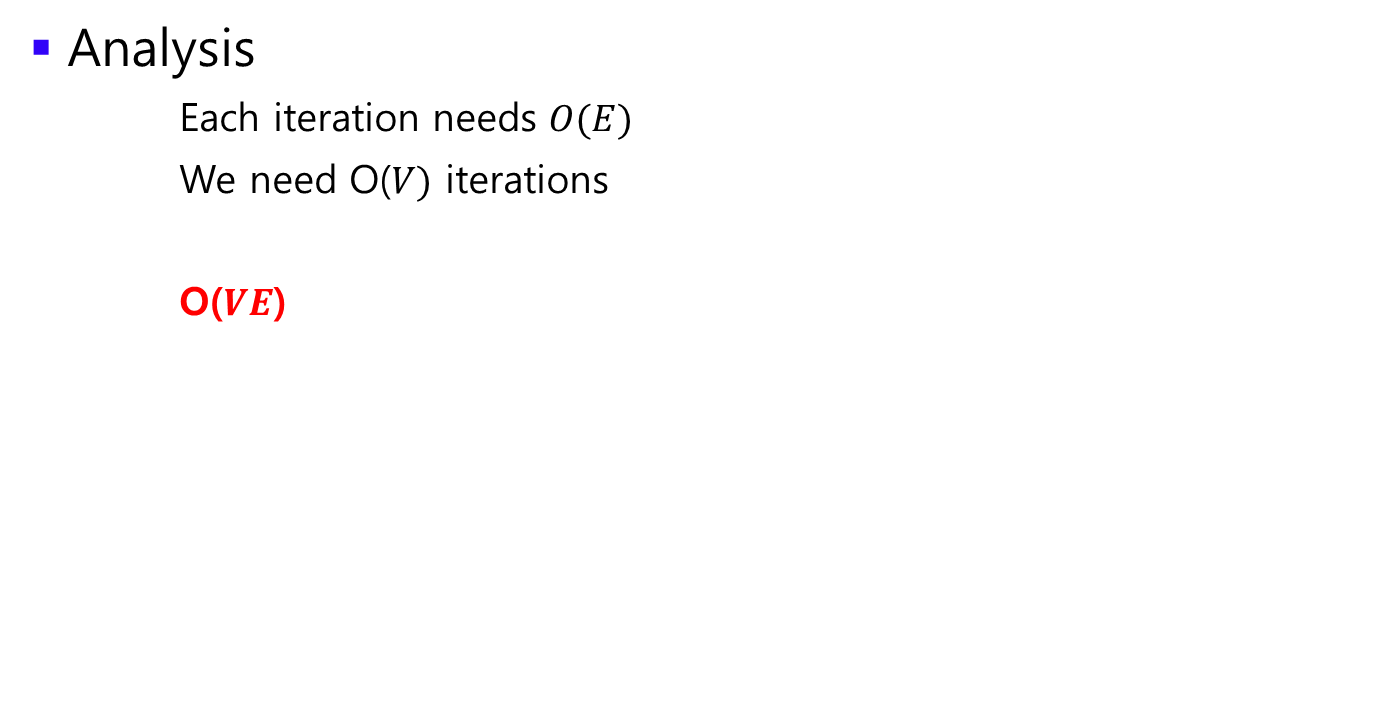 ▪ Analysis
Each iteration needs 𝑂(𝐸)
We need O(𝑉) iterations
O(𝑽𝑬)